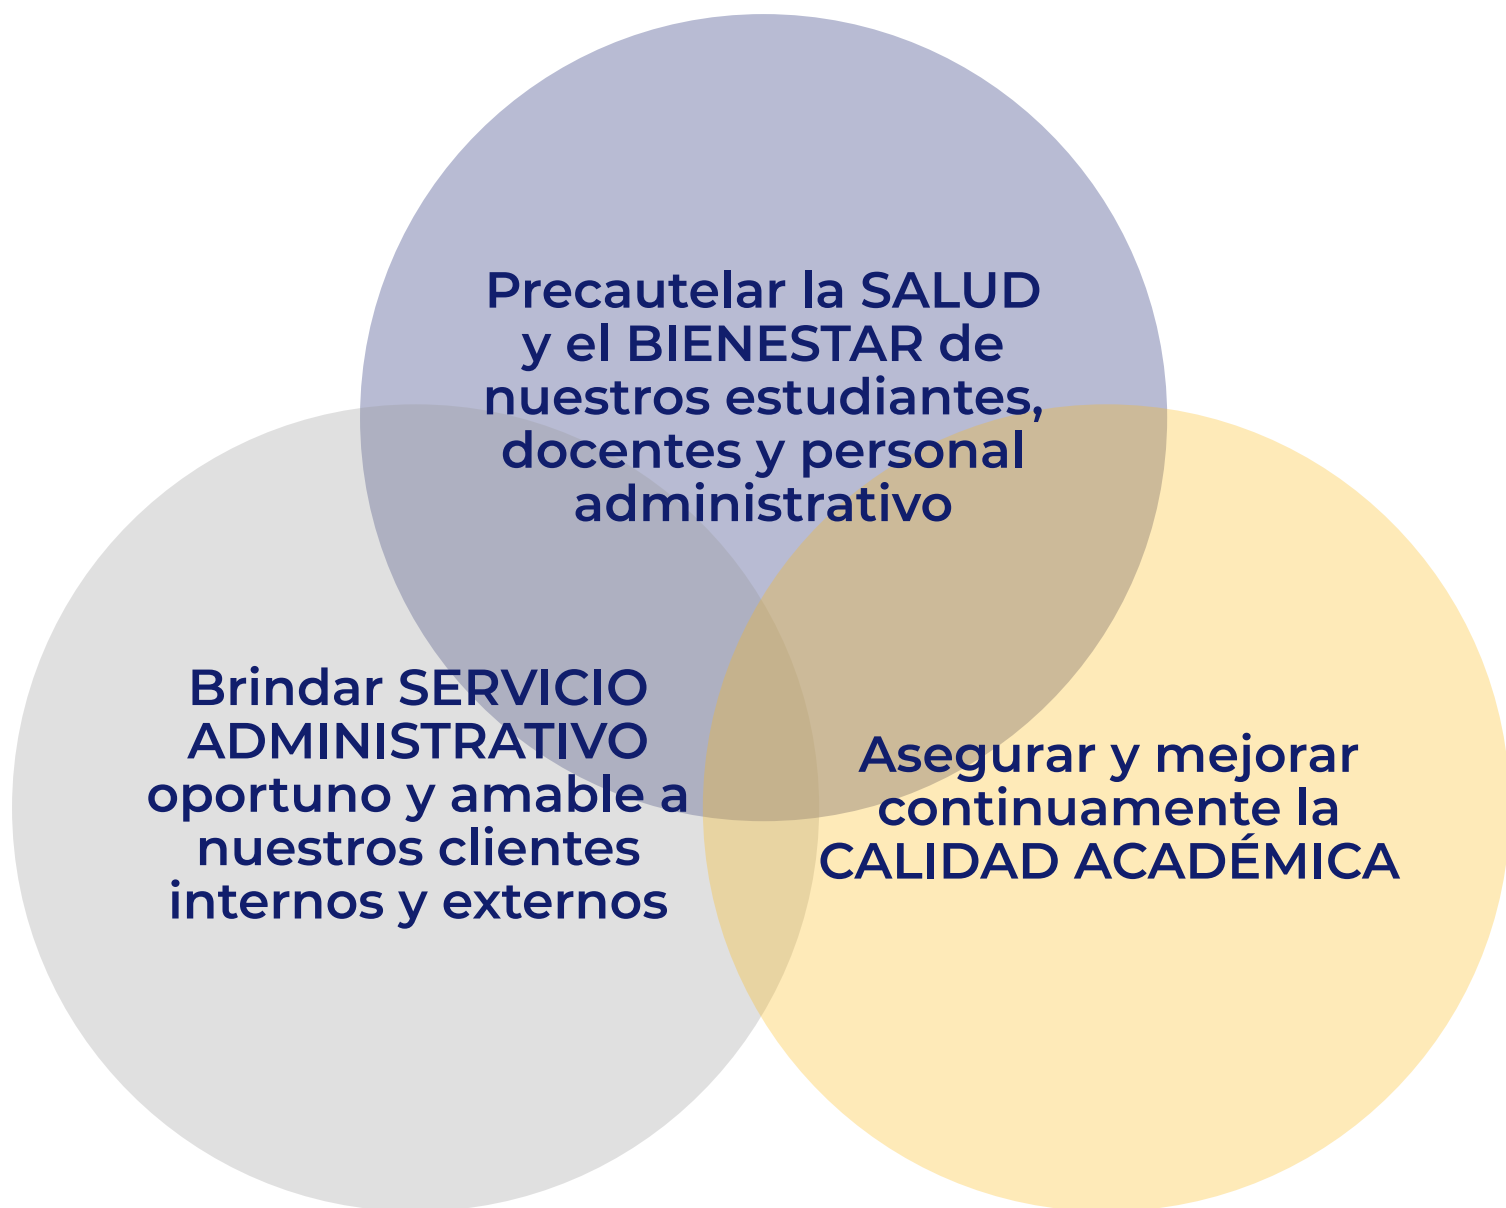 Precautelar la SALUD
y el BIENESTAR de
nuestros estudiantes,
docentes y personal
administrativo
Brindar SERVICIO
ADMINISTRATIVO
oportuno y amable a
nuestros clientes
internos y externos
Asegurar y mejorar
continuamente la
CALIDAD ACADÉMICA